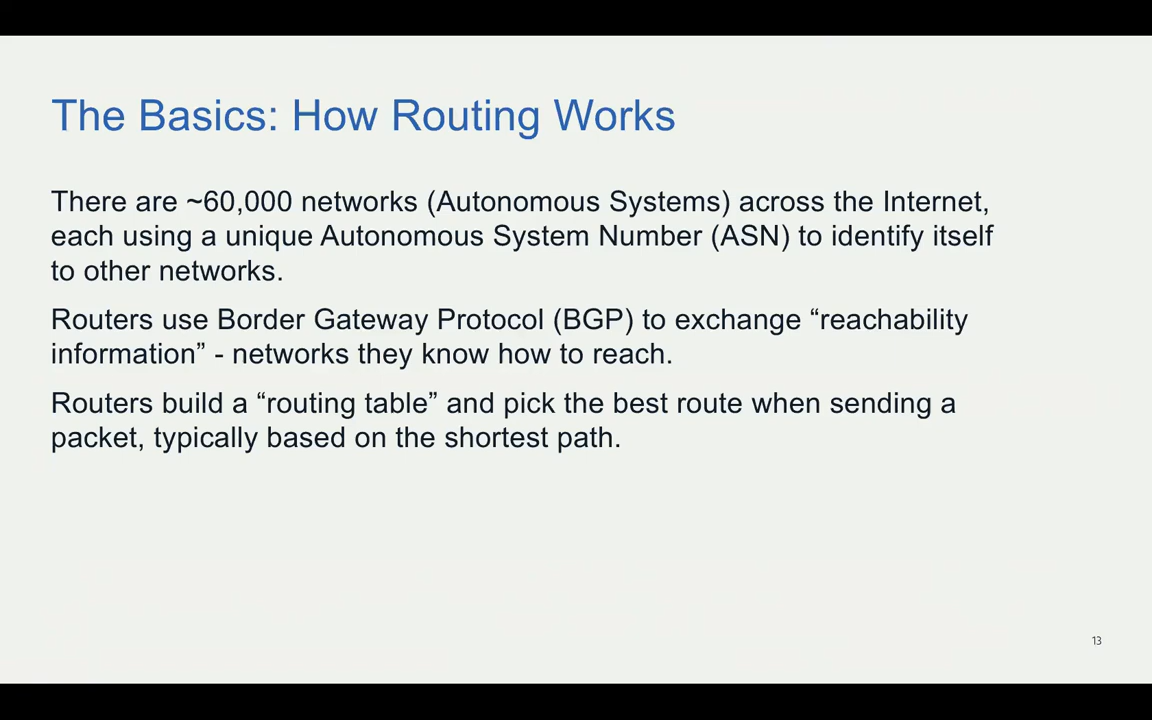 The Basics: How Routing Works
There are ~60,000 networks (Autonomous Systems) across the Internet,
each using a unique Autonomous System Number (ASN) to identify itself
to other networks.
Routers use Border Gateway Protocol (BGP) to exchange “reachability
information” - networks they know how to reach.
Routers build a “routing table” and pick the best route when sending a
packet, typically based on the shortest path.
13